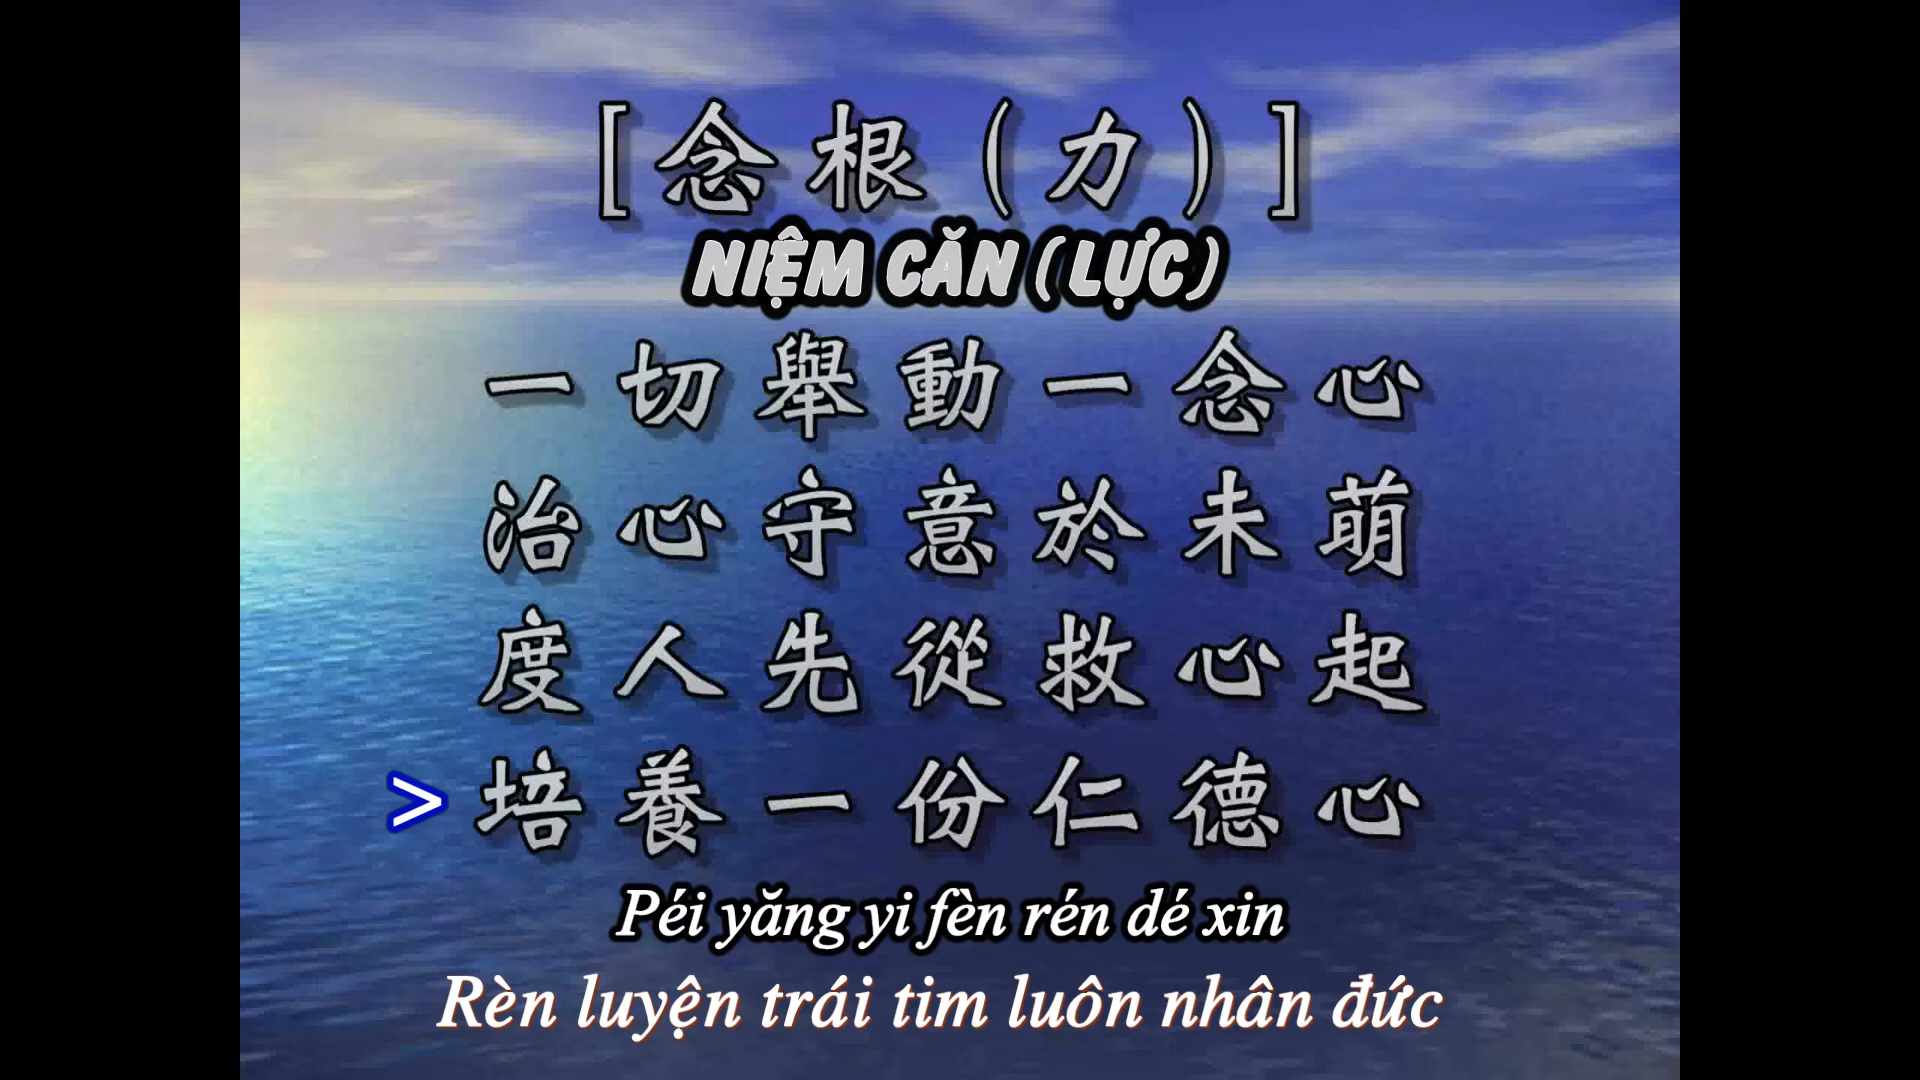 [念根(力)]
NIỆM CĂN (LỰC)
一切舉動一念心
治心守意於未萌
度人先從救心起
> 培養一份仁德心
Péi yăng yi fèn rén dé xin
Rèn luyện trái tim luôn nhân đức